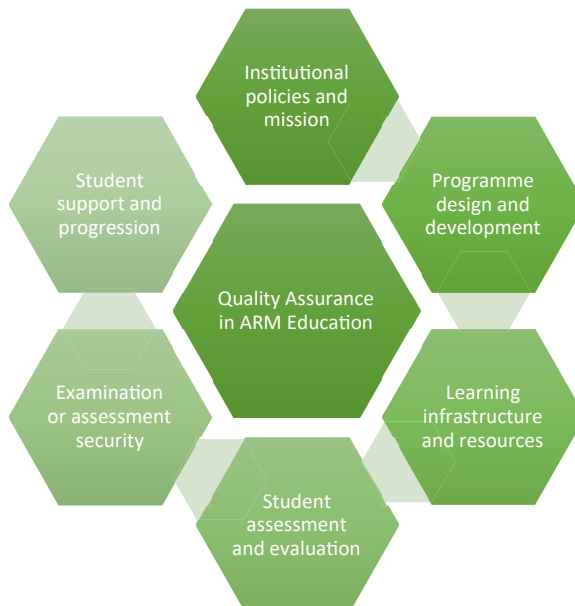 Institutional
policies and
mission
Programme
design and
development
Learning
infrastructure
and resources
Student
assessment
and evaluation
Examination
or assessment
security
Student
support and
progression
Quality Assurance
in ARM Education